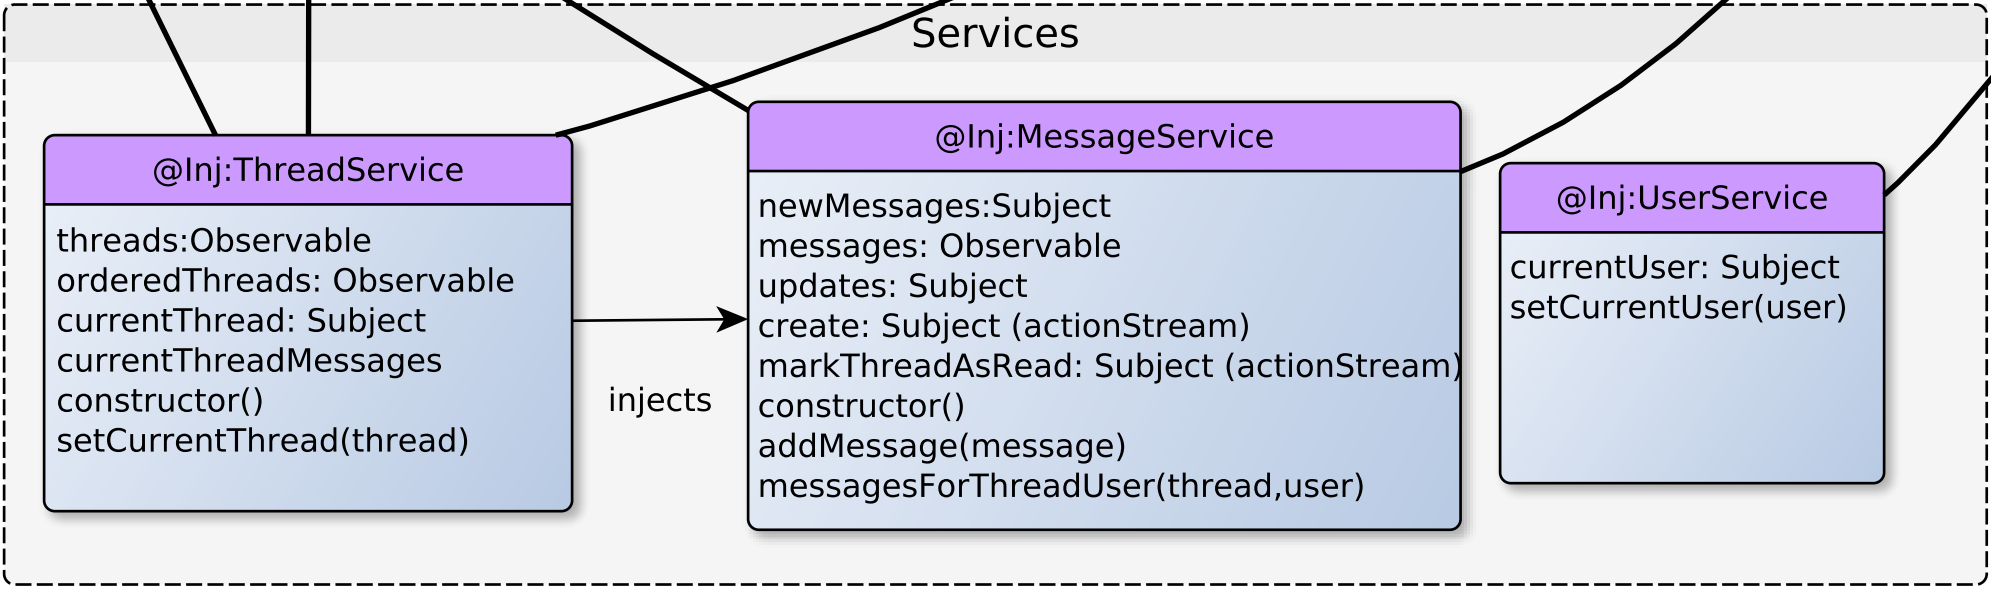 Services
@Inj:ThreadService
threads:Observable
orderedThreads: Observable
currentThread: Subject
currentThreadMessages
constructor()
setCurrentThread(thread)
injects
@Inj:MessageService
newMessages:Subject
messages: Observable
updates: Subject
create: Subject (actionStream)
markThreadAsRead: Subject (actionStream)
constructor()
addMessage(message)
messagesForThreadUser(thread,user)
@Inj:UserService
currentUser: Subject
setCurrentUser(user)